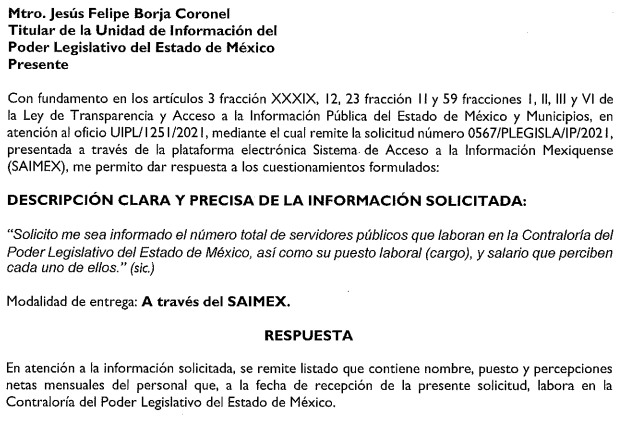 Mtro. Jesús Felipe Borja Coronel
Titular de la Unidad de Información del
Poder Legislativo del Estado de México
Presente
Con fundamento en los artículos 3 fracción XXXIX, 12, 23 fracción II y 59 fracciones I, II, III y VI de
la Ley de Transparencia y Acceso a la Información Pública del Estado de México y Municipios, en
atención al oficio UIPL/1251/2021, mediante el cual remite la solicitud número 0567/PLEGISLA/IP/2021,
presentada a través de la plataforma electrónica Sistema de Acceso a la Información Mexiquense
(SAIMEX), me permito dar respuesta a los cuestionamientos formulados:
DESCRIPCIÓN CLARA Y PRECISA DE LA INFORMACIÓN SOLICITADA:
“Solicito me sea informado el número total de servidores públicos que laboran en la Contraloría del
Poder Legislativo del Estado de México, así como su puesto laboral (cargo), y salario que perciben
cada uno de ellos.” (sic.)
Modalidad de entrega: A través del SAIMEX.
RESPUESTA
En atención a la información solicitada, se remite listado que contiene nombre, puesto y percepciones
netas mensuales del personal que, a la fecha de recepción de la presente solicitud, labora en la
Contraloría del Poder Legislativo del Estado de México.